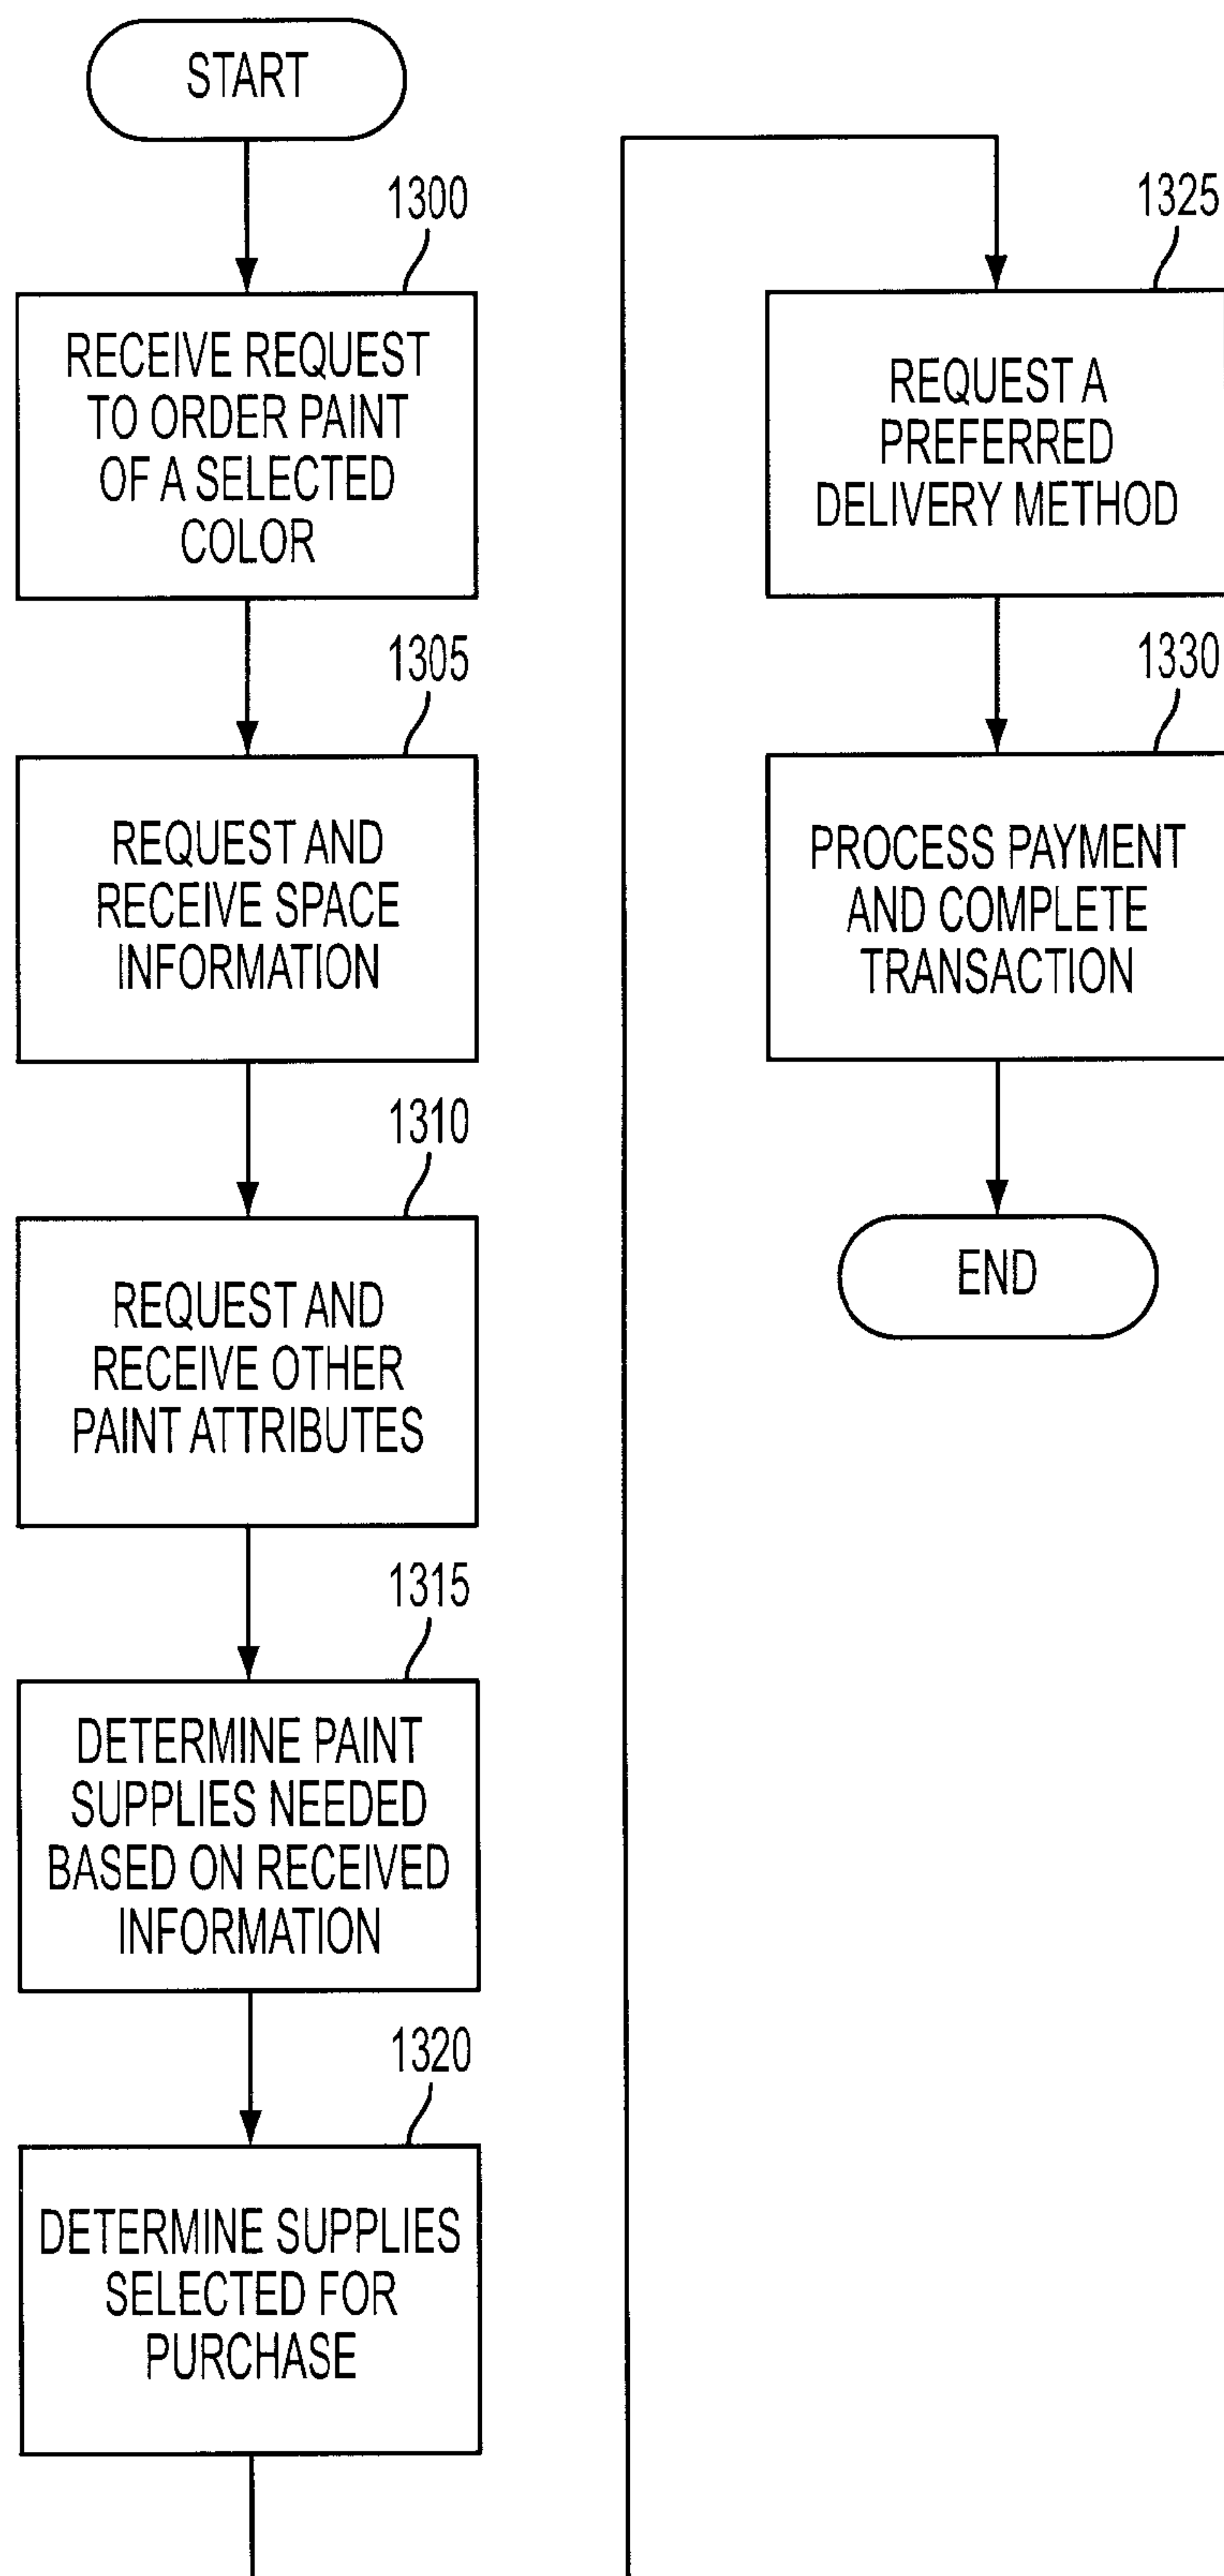 START
1300
RECEIVE REQUEST
TO ORDER PAINT
OF A SELECTED
COLOR
1305
REQUEST AND
RECEIVE SPACE
INFORMATION
1310
REQUEST AND
RECEIVE OTHER
PAINT ATTRIBUTES
1315
DETERMINE PAINT
SUPPLIES NEEDED
BASED ON RECEIVED
INFORMATION
1320
DETERMINE SUPPLIES
SELECTED FOR
PURCHASE
1325
REQUEST A
PREFERRED
DELIVERY METHOD
1330
PROCESS PAYMENT
AND COMPLETE
TRANSACTION
END